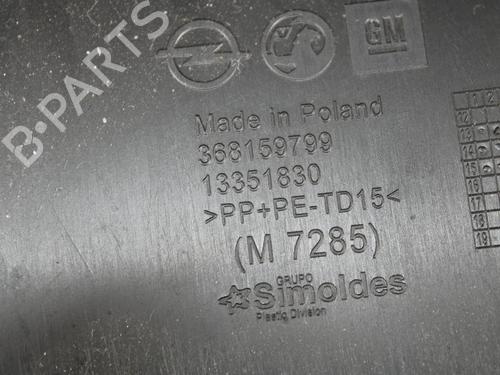 B-PARTS
GM
Made in Poland
368159799
13351830
>PP+PE-TD15<
(M 7285)
GRUPO
Simoldes
Plastic Division